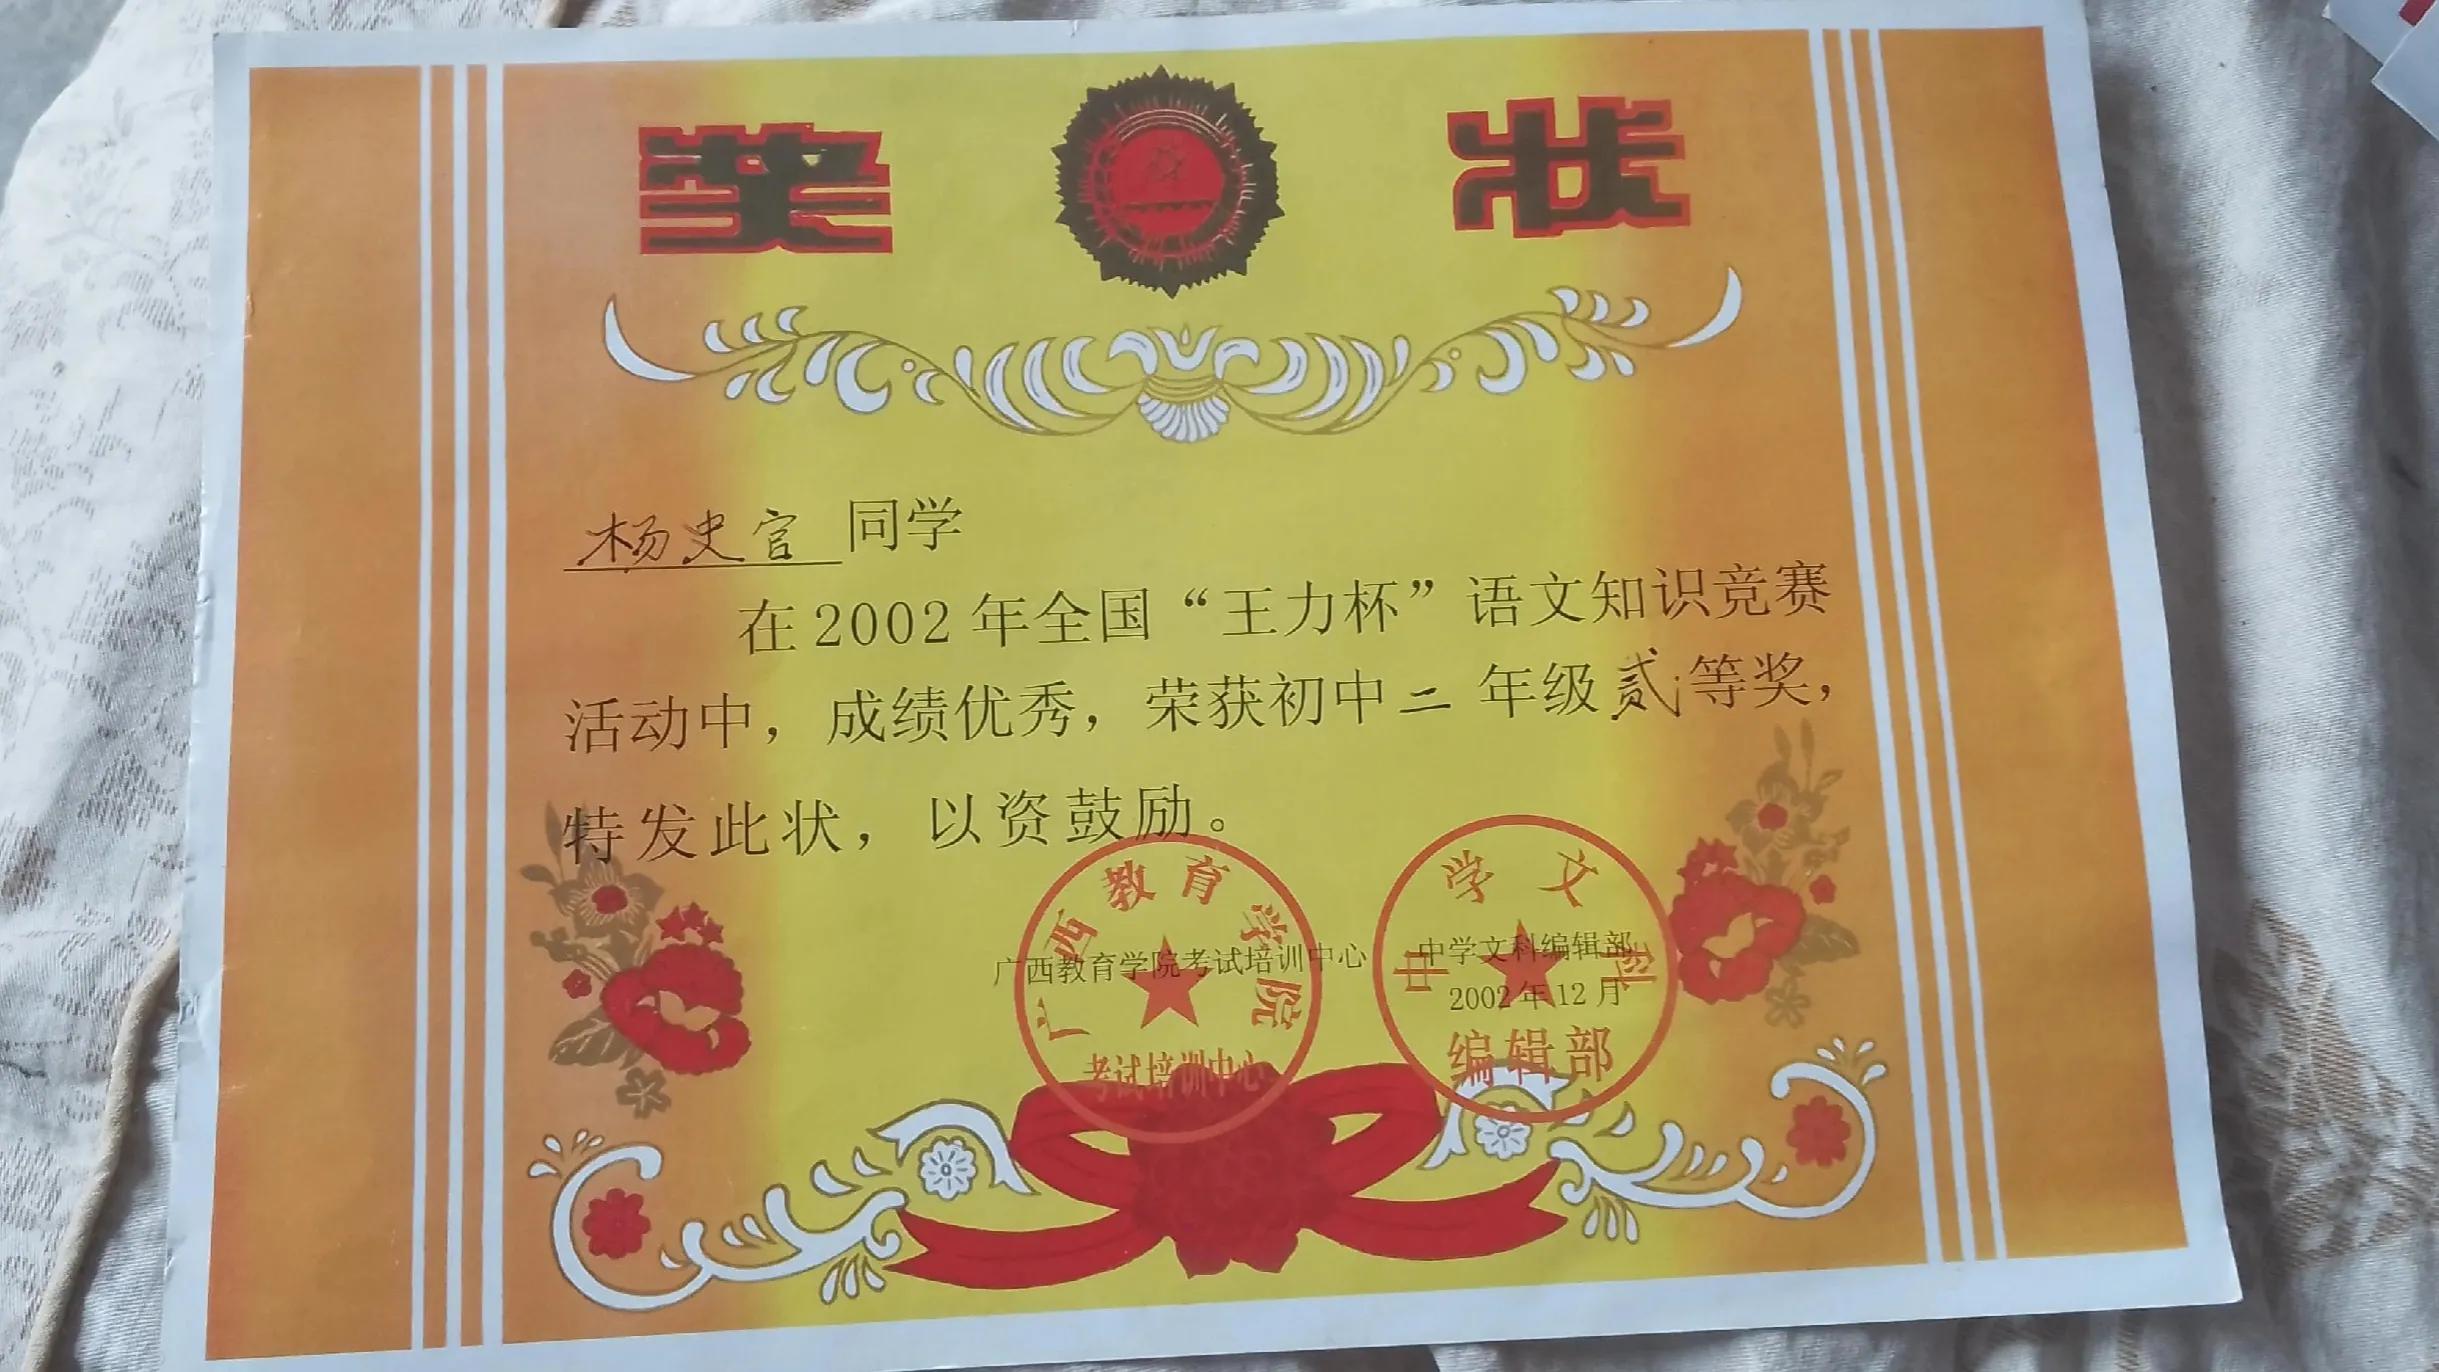 奖状
杨史官同学
在2002年全国“王力杯”语文知识竞赛
活动中，成绩优秀，荣获初中二年级贰等奖，
特发此状，以资鼓励。
广西教育学院考试培训中心 中学文科编辑部
2002年12月
广西教育学院
考试培训中心
中学文科
编辑部